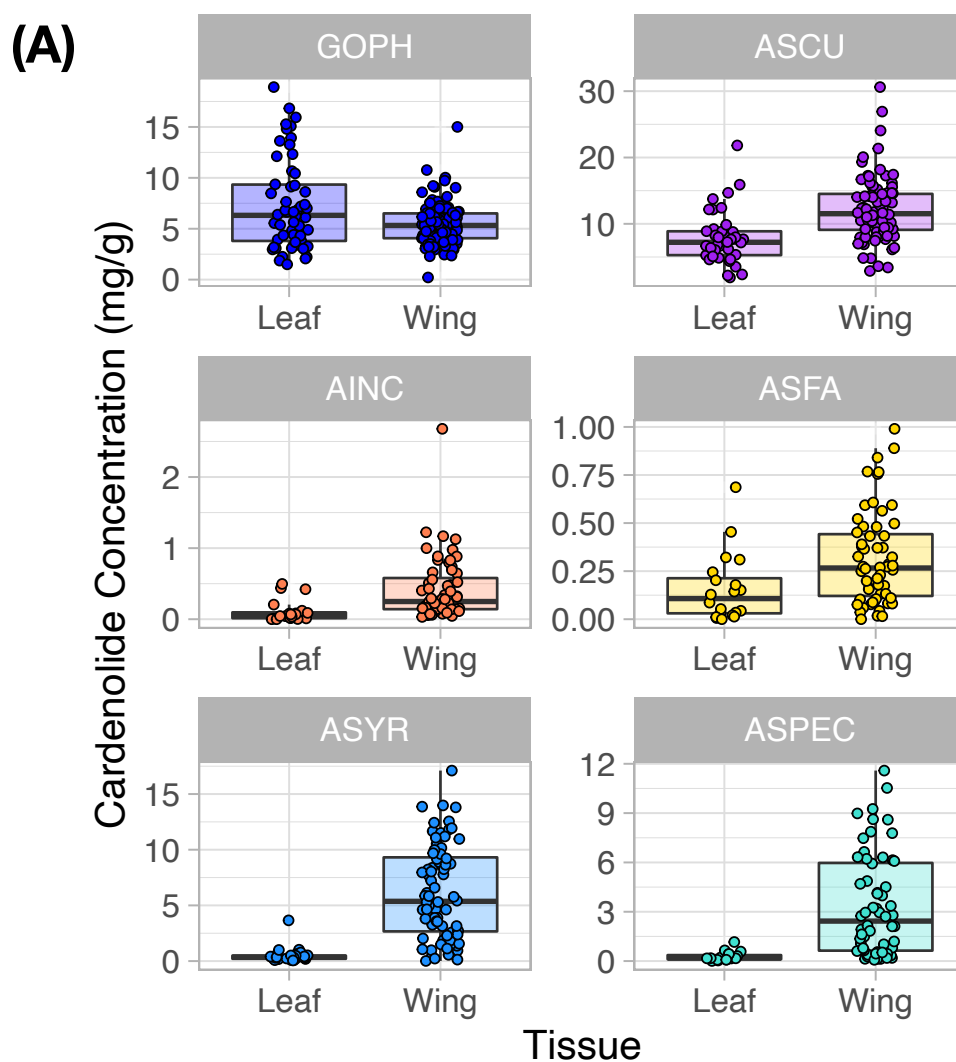 (A)
GOPH
ASCU
15
10
5
0
30
20
10
Leaf
Wing
Leaf
Wing
AINC
ASFA
2
1
0
1.00
0.75
0.50
0.25
0.00
Leaf
Wing
Leaf
Wing
ASYR
ASPEC
15
10
5
0
12
9
6
3
0
Leaf
Wing
Leaf
Wing
Cardenolide Concentration (mg/g)
Tissue